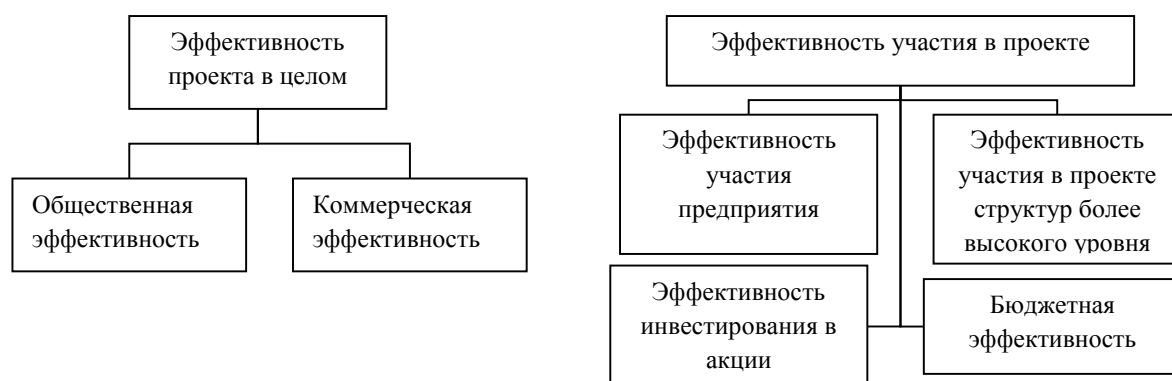 Эффективность
проекта в целом
Общественная
эффективность
Коммерческая
эффективность
Эффективность участия в проекте
Эффективность
участия
предприятия
Эффективность
участия в проекте
структур более
высокого уровня
Эффективность
инвестирования в
акции
Бюджетная
эффективность